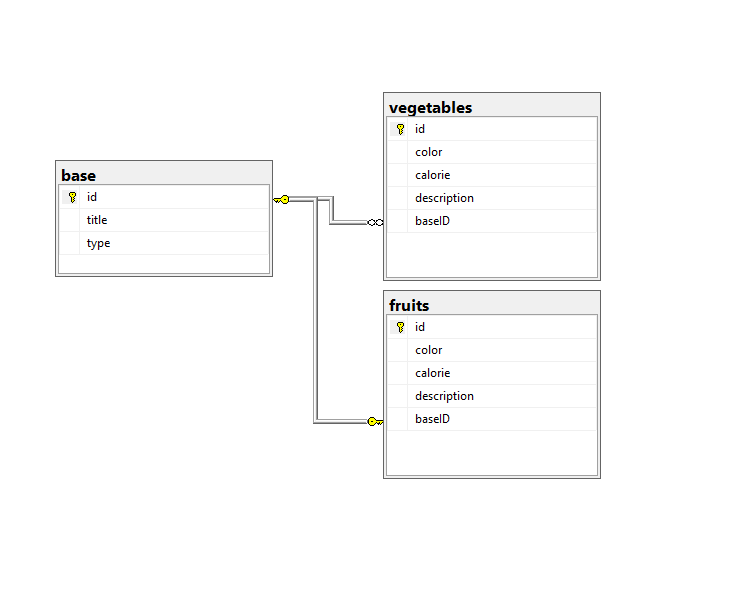 base
id
title
type
vegetables
id
color
calorie
description
baseID
fruits
id
color
calorie
description
baseID